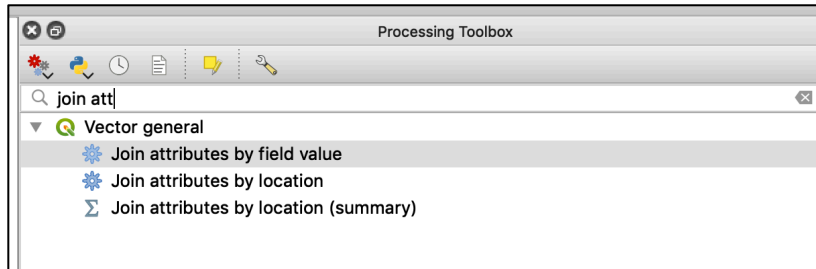 Processing Toolbox
join att
Vector general
Join attributes by field value
Join attributes by location
Join attributes by location (summary)